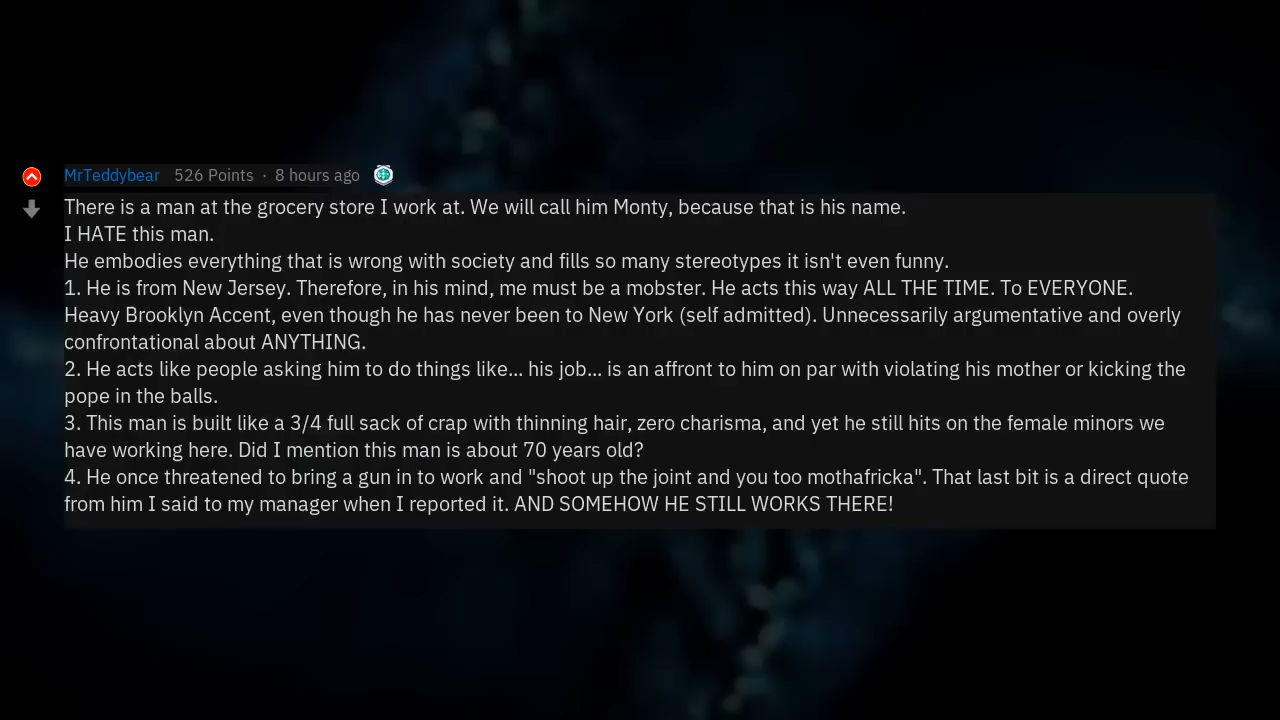 MrTeddybear 526 Points · 8 hours ago
There is a man at the grocery store I work at. We will call him Monty, because that is his name.
I HATE this man.
He embodies everything that is wrong with society and fills so many stereotypes it isn't even funny.
1. He is from New Jersey. Therefore, in his mind, me must be a mobster. He acts this way ALL THE TIME. To EVERYONE.
Heavy Brooklyn Accent, even though he has never been to New York (self admitted). Unnecessarily argumentative and overly
confrontational about ANYTHING.
2. He acts like people asking him to do things like... his job... is an affront to him on par with violating his mother or kicking the
pope in the balls.
3. This man is built like a 3/4 full sack of crap with thinning hair, zero charisma, and yet he still hits on the female minors we
have working here. Did I mention this man is about 70 years old?
4. He once threatened to bring a gun in to work and "shoot up the joint and you too mothafricka". That last bit is a direct quote
from him I said to my manager when I reported it. AND SOMEHOW HE STILL WORKS THERE!